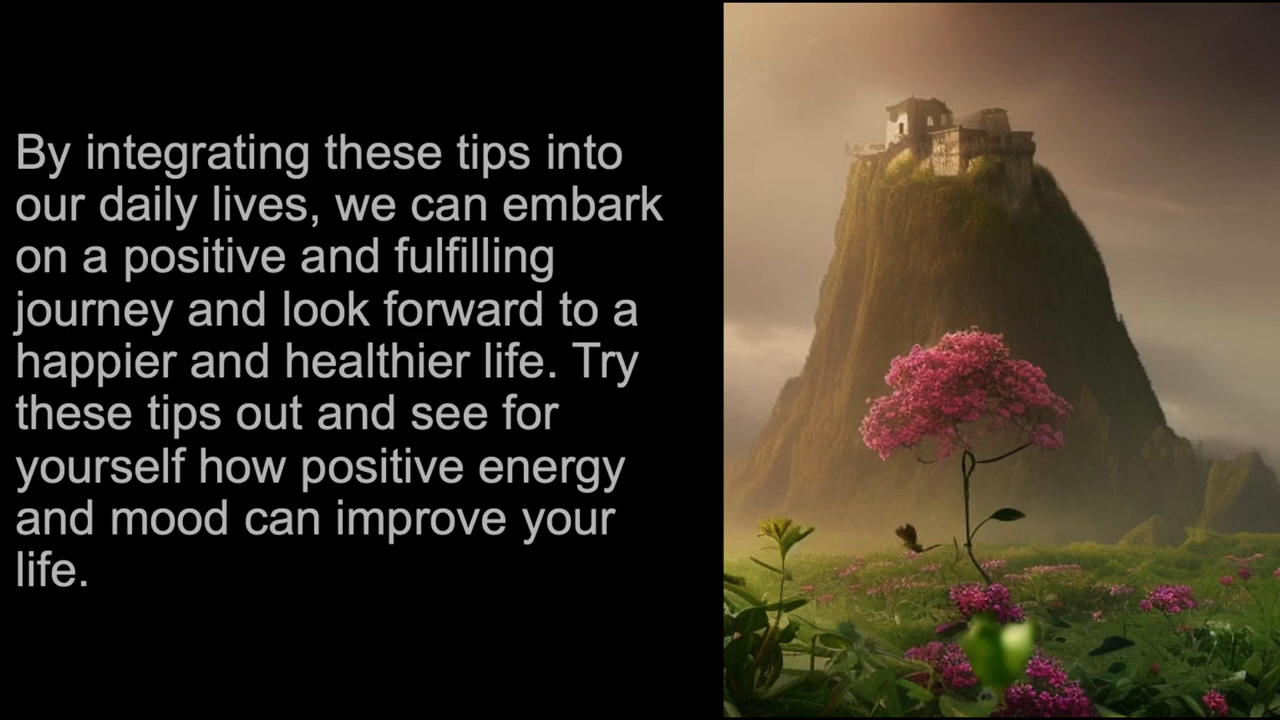 By integrating these tips into
our daily lives, we can embark
on a positive and fulfilling
journey and look forward to a
happier and healthier life. Try
these tips out and see for
yourself how positive energy
and mood can improve your
life.